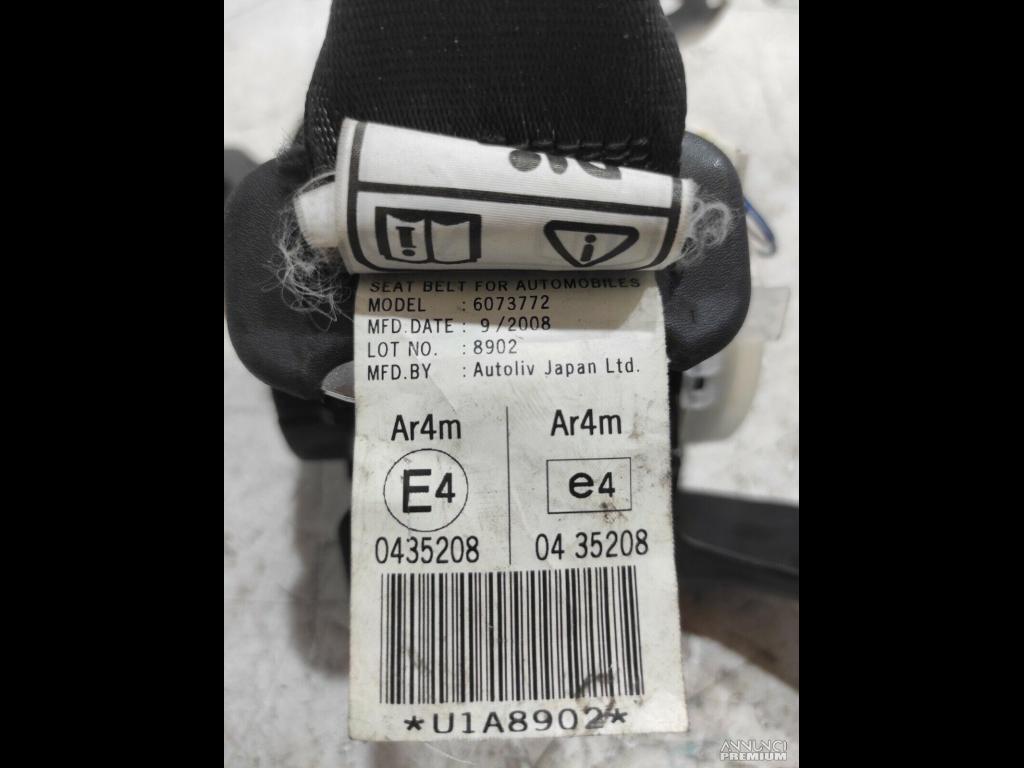 SEAT BELT FOR AUTOMOBILES
MODEL : 6073772
MFD.DATE : 9/2008
LOT NO. : 8902
MFD.BY : Autoliv Japan Ltd.
Ar4m Ar4m
E4 e4
0435208 04 35208
*U1A8902*
ANNUNCI
PREMIUM